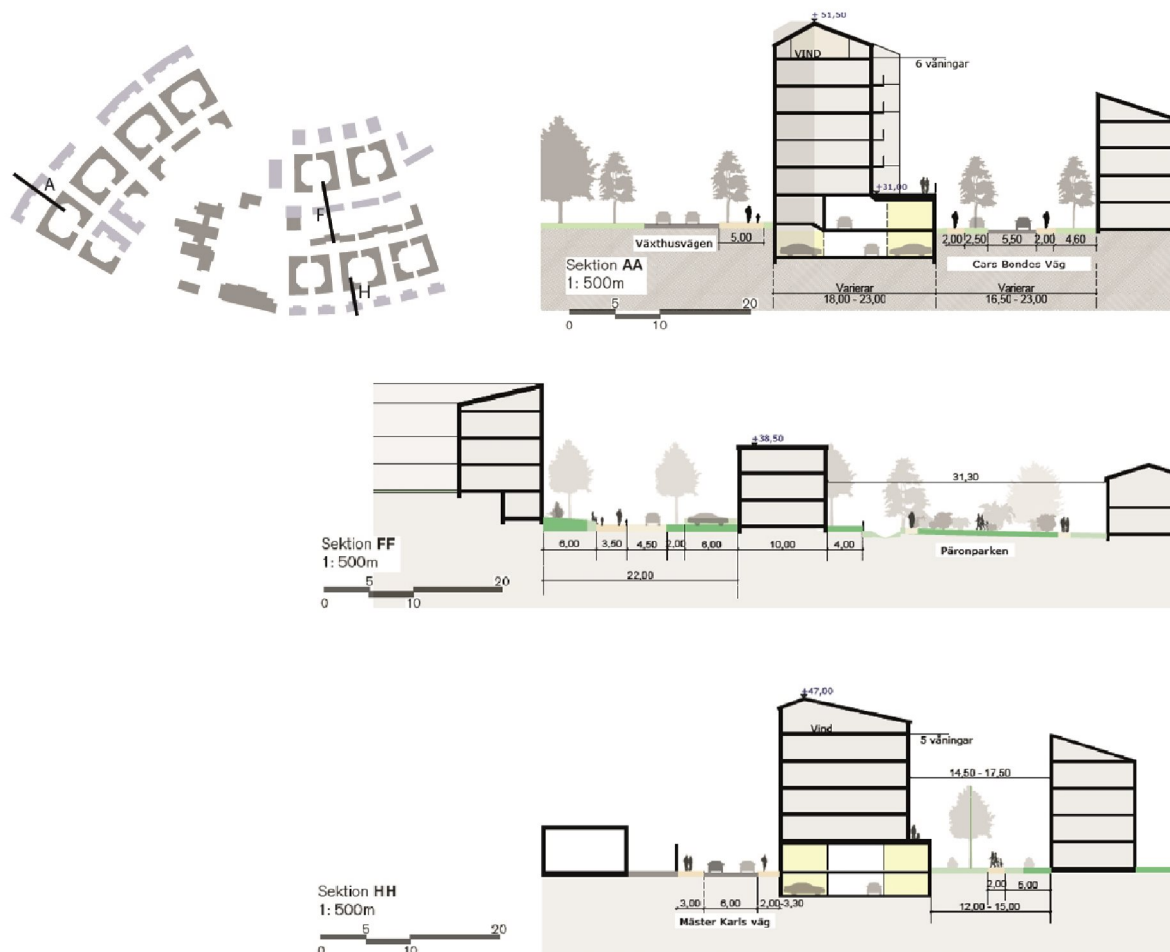 A
F
H
+51,50
VIND
6 våningar
+31,00
Växthusvägen
5,00
2,00 2,50 5,50 2,00 4,60
Cars Bondes Väg
Sektion AA
1: 500m
5 20
0 10
Varierar
18,00 - 23,00
Varierar
16,50 - 23,00
+38,50
31,30
Sektion FF
1: 500m
5 20
0 10
6,00 3,50 4,50 2,00 6,00 10,00 4,00
22,00
Päronparken
+47,00
Vind
5 våningar
14,50 - 17,50
Sektion HH
1: 500m
5 20
0 10
3,00 6,00 2,00-3,30
Mäster Karls väg
2,00 5,00
12,00 - 15,00